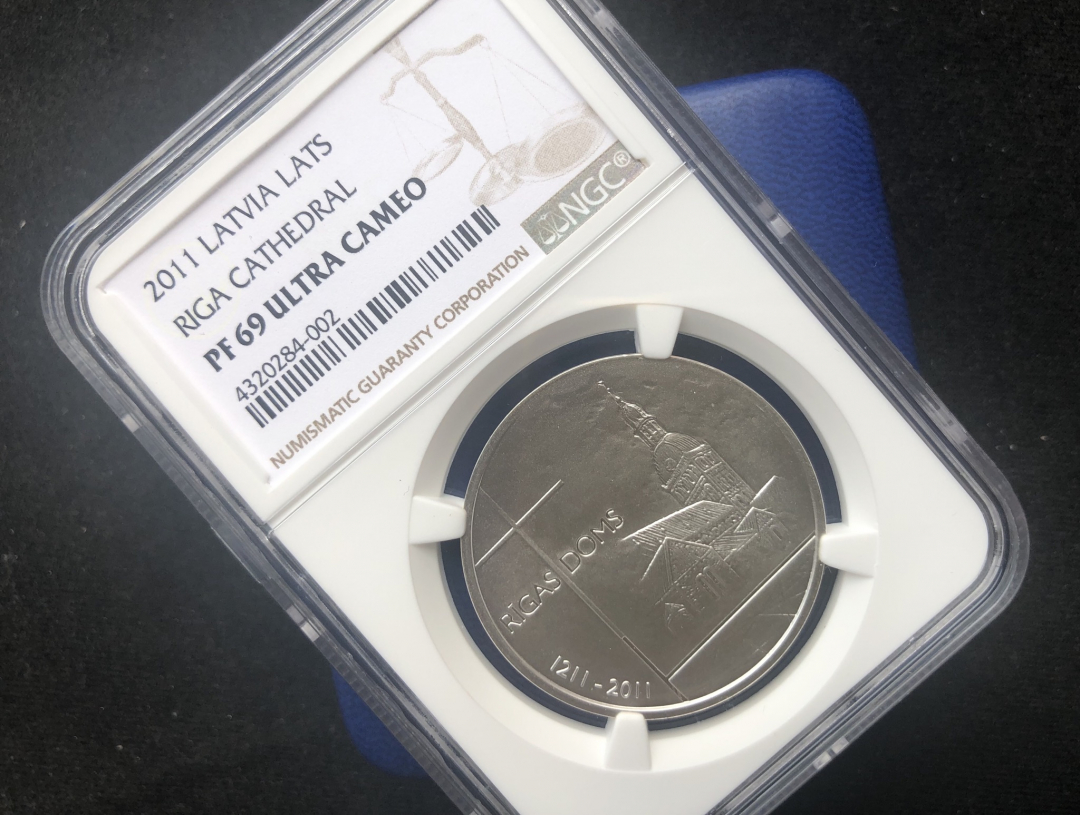 2011 LATVIA LATS
RIGA CATHEDRAL
PF 69 ULTRA CAMEO
4320284-002
NUMISMATIC GUARANTY CORPORATION
NGC®
RĪGAS DOMS
1211 - 2011